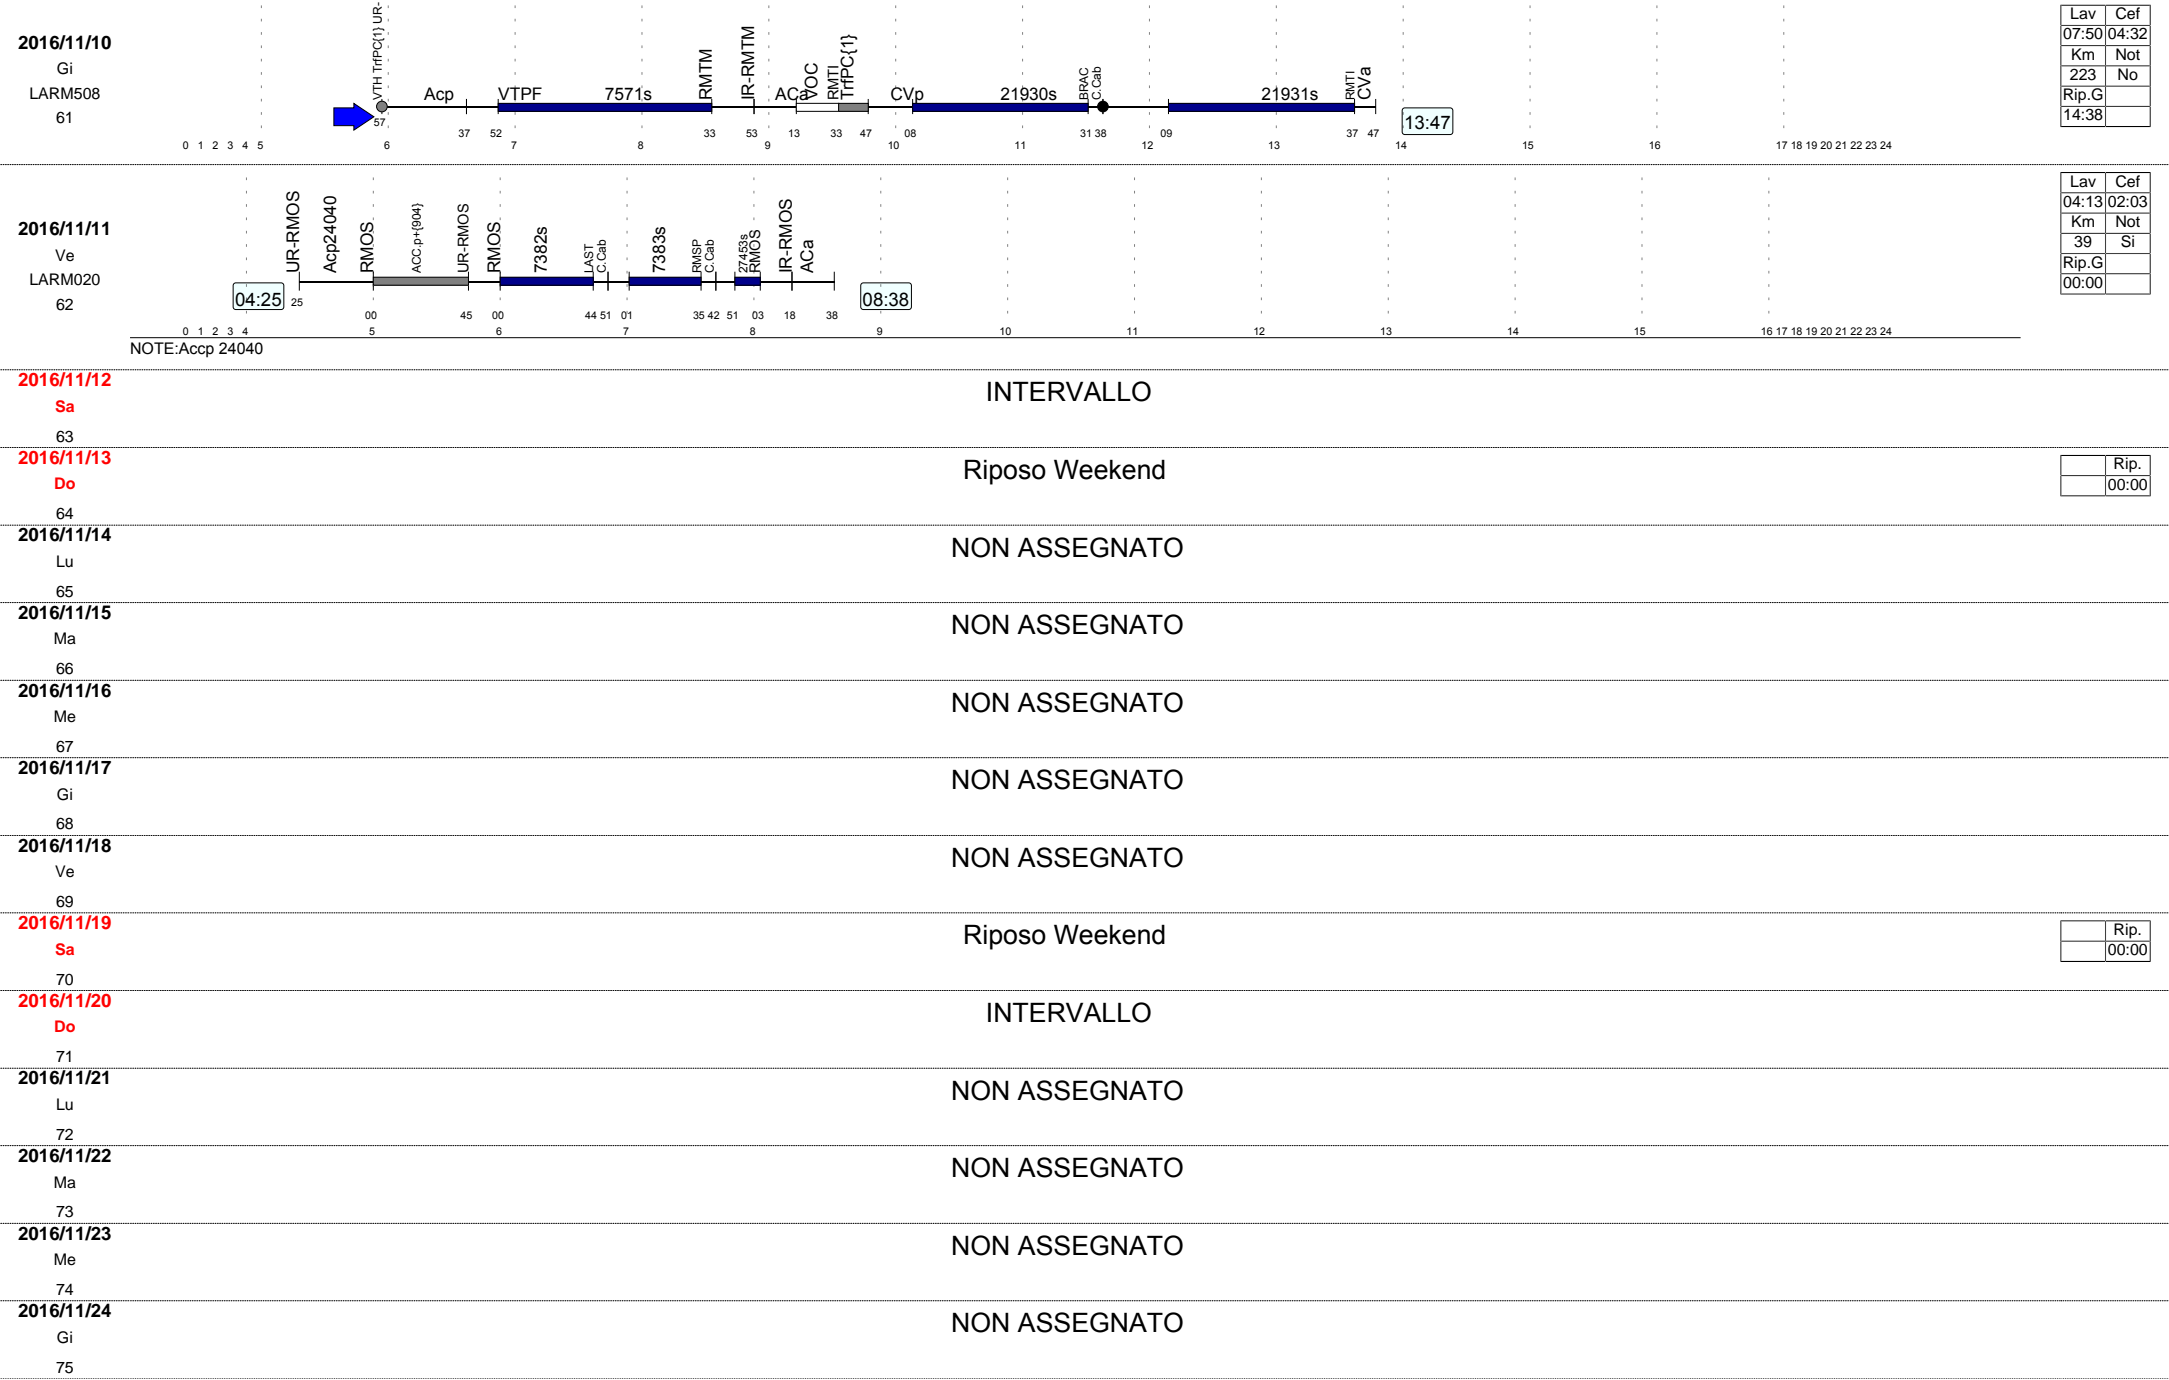 2016/11/10
Gi
LARM508
61
VTH TrfPC{1} UR-
Acp
VTPF
7571s
RMTM
IR-RMTM
ACa
VOC
RMTI
TrfPC{1}
CVp
21930s
BRAC
C.Cab
21931s
RMTI
CVa
57 37 52 33 53 13 33 47 08 31 38 09 37 47
13:47
0 1 2 3 4 5 6 7 8 9 10 11 12 13 14 15 16 17 18 19 20 21 22 23 24
Lav Cef
07:50 04:32
Km Not
223 No
Rip.G
14:38
2016/11/11
Ve
LARM020
62
04:25
UR-RMOS
Acp24040
RMOS
ACC.p+{904}
UR-RMOS
RMOS
7382s
LAST
C.Cab
7383s
RMSP
C.Cab
27453s
RMOS
IR-RMOS
ACa
25 00 45 00 44 51 01 35 42 51 03 18 38
08:38
0 1 2 3 4 5 6 7 8 9 10 11 12 13 14 15 16 17 18 19 20 21 22 23 24
Lav Cef
04:13 02:03
Km Not
39 Si
Rip.G
00:00
NOTE:Accp 24040
2016/11/12
Sa
63
INTERVALLO
2016/11/13
Do
64
Riposo Weekend
Rip.
00:00
2016/11/14
Lu
65
NON ASSEGNATO
2016/11/15
Ma
66
NON ASSEGNATO
2016/11/16
Me
67
NON ASSEGNATO
2016/11/17
Gi
68
NON ASSEGNATO
2016/11/18
Ve
69
NON ASSEGNATO
2016/11/19
Sa
70
Riposo Weekend
Rip.
00:00
2016/11/20
Do
71
INTERVALLO
2016/11/21
Lu
72
NON ASSEGNATO
2016/11/22
Ma
73
NON ASSEGNATO
2016/11/23
Me
74
NON ASSEGNATO
2016/11/24
Gi
75
NON ASSEGNATO